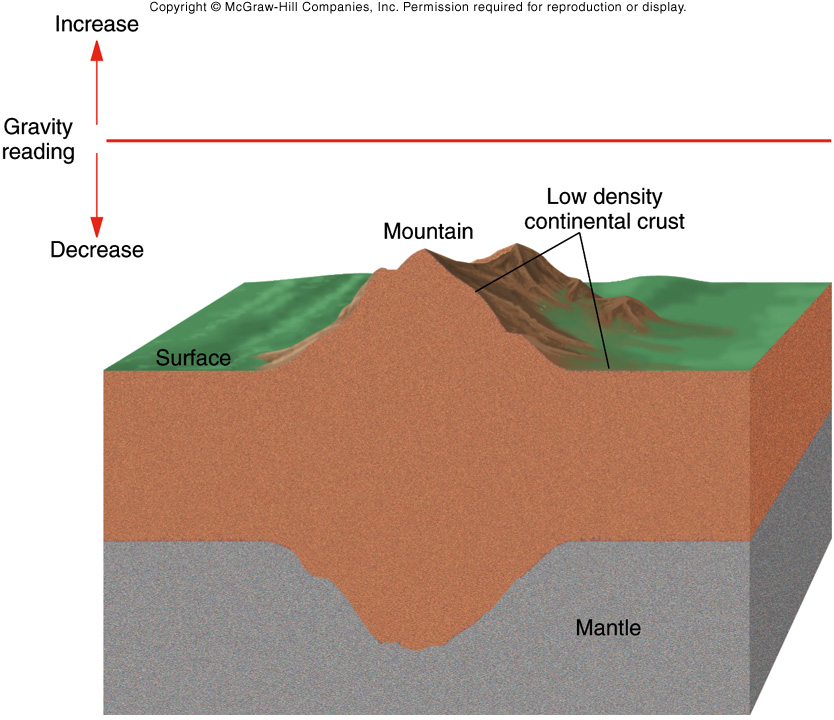 Copyright © McGraw-Hill Companies, Inc. Permission required for reproduction or display.
Increase
Gravity
reading
Decrease
Low density
continental crust
Mountain
Surface
Mantle